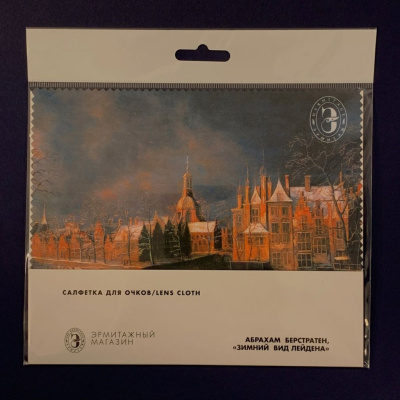 Э
САЛФЕТКА ДЛЯ ОЧКОВ/LENS CLOTH
Э
ЭРМИТАЖНЫЙ
МАГАЗИН
АБРАХАМ БЕРСТРАТЕН,
«ЗИМНИЙ ВИД ЛЕЙДЕНА»